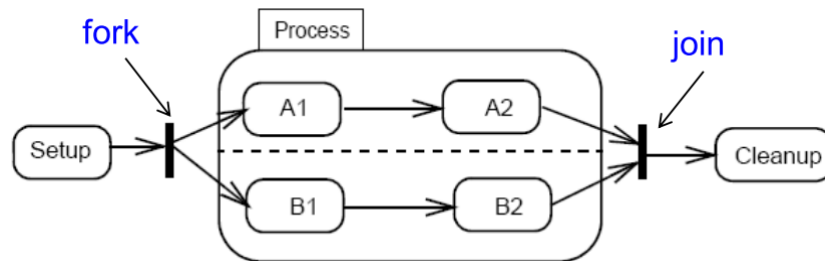 fork
Process
join
A1
A2
Setup
Cleanup
B1
B2